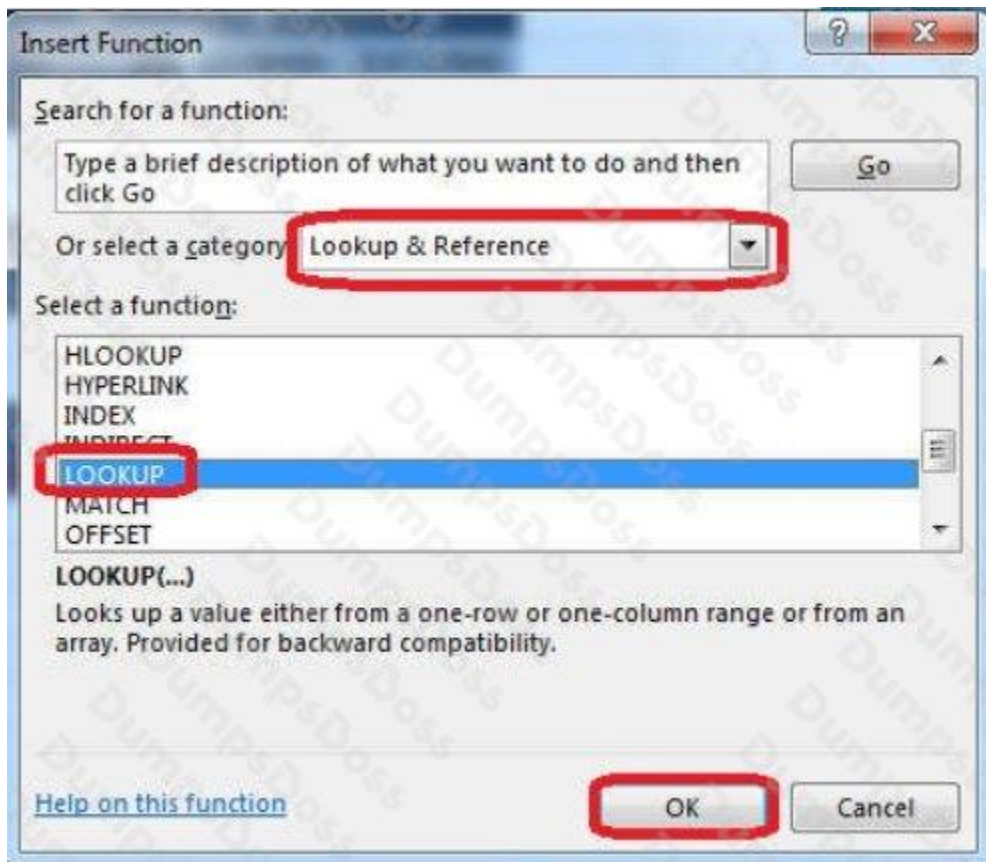 Insert Function
?
X
Search for a function:
Type a brief description of what you want to do and then
click Go
Go
Or select a category
Lookup & Reference
Select a function:
HLOOKUP
HYPERLINK
INDEX
INDIRECT
LOOKUP
MATCH
OFFSET
LOOKUP(...)
Looks up a value either from a one-row or one-column range or from an
array. Provided for backward compatibility.
Help on this function
OK
Cancel
DumpsDoss